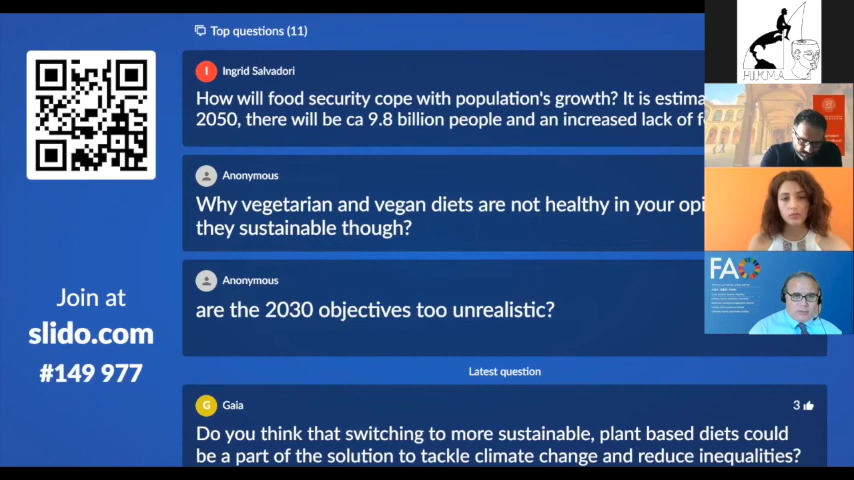 Top questions (11)
I
Ingrid Salvadori
How will food security cope with population's growth? It is estima
2050, there will be ca 9.8 billion people and an increased lack of f
Anonymous
Why vegetarian and vegan diets are not healthy in your opi
they sustainable though?
Anonymous
are the 2030 objectives too unrealistic?
Latest question
G
Gaia
3
Do you think that switching to more sustainable, plant based diets could
be a part of the solution to tackle climate change and reduce inequalities?
Join at
slido.com
#149 977
HIKMA
FAO